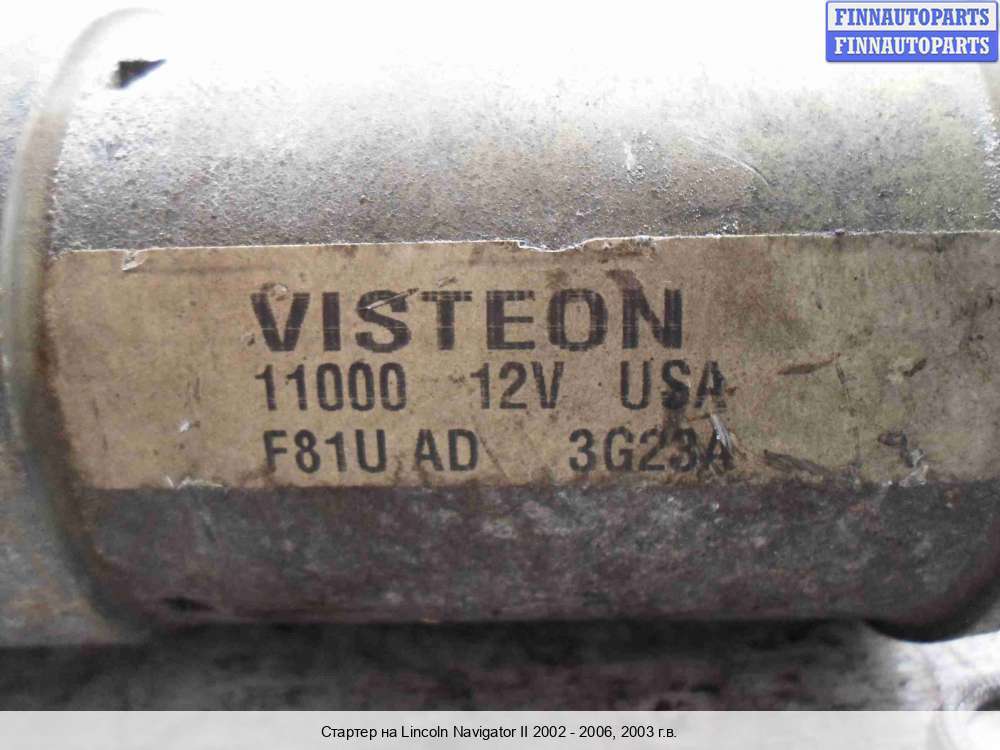 FINNAUTOPARTS
FINNAUTOPARTS
VISTEON
11000 12V USA
F81U AD 3G23A
Стартер на Lincoln Navigator II 2002 - 2006, 2003 г.в.